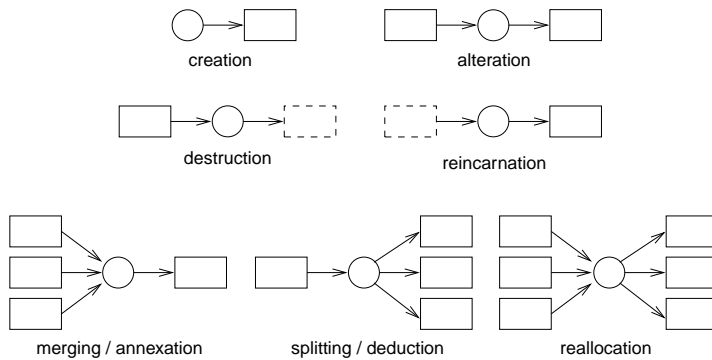 creation
alteration
destruction
reincarnation
merging / annexation
splitting / deduction
reallocation